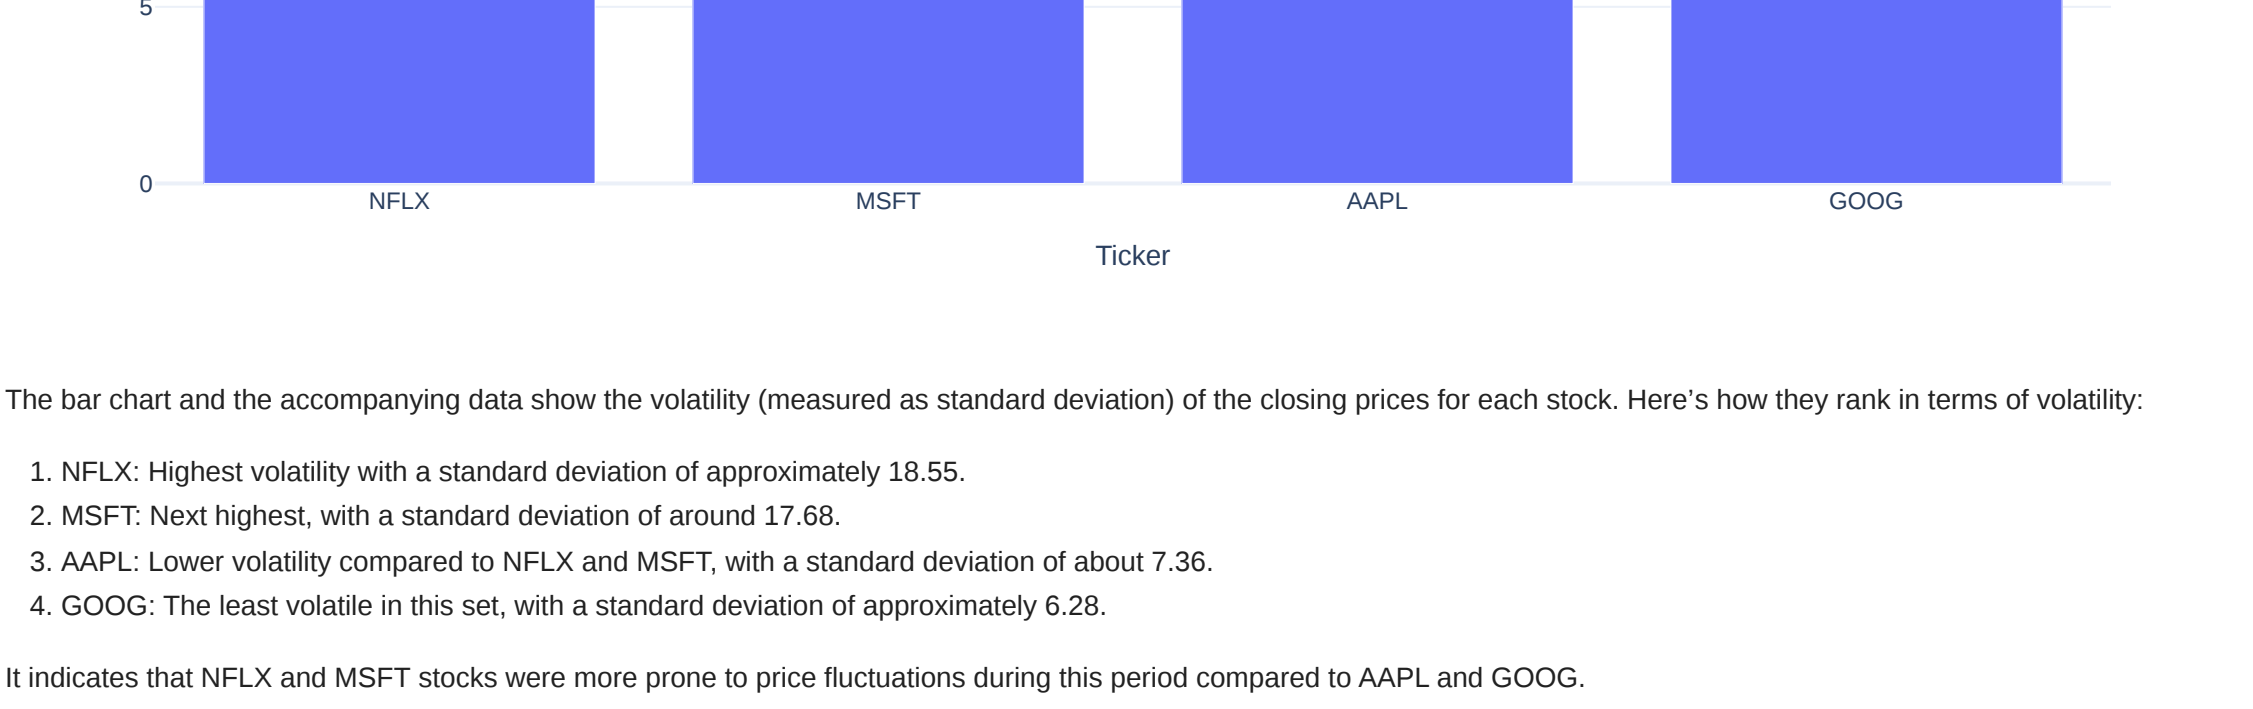 5
0
NFLX MSFT AAPL GOOG
Ticker
The bar chart and the accompanying data show the volatility (measured as standard deviation) of the closing prices for each stock. Here’s how they rank in terms of volatility:
1. NFLX: Highest volatility with a standard deviation of approximately 18.55.
2. MSFT: Next highest, with a standard deviation of around 17.68.
3. AAPL: Lower volatility compared to NFLX and MSFT, with a standard deviation of about 7.36.
4. GOOG: The least volatile in this set, with a standard deviation of approximately 6.28.
It indicates that NFLX and MSFT stocks were more prone to price fluctuations during this period compared to AAPL and GOOG.